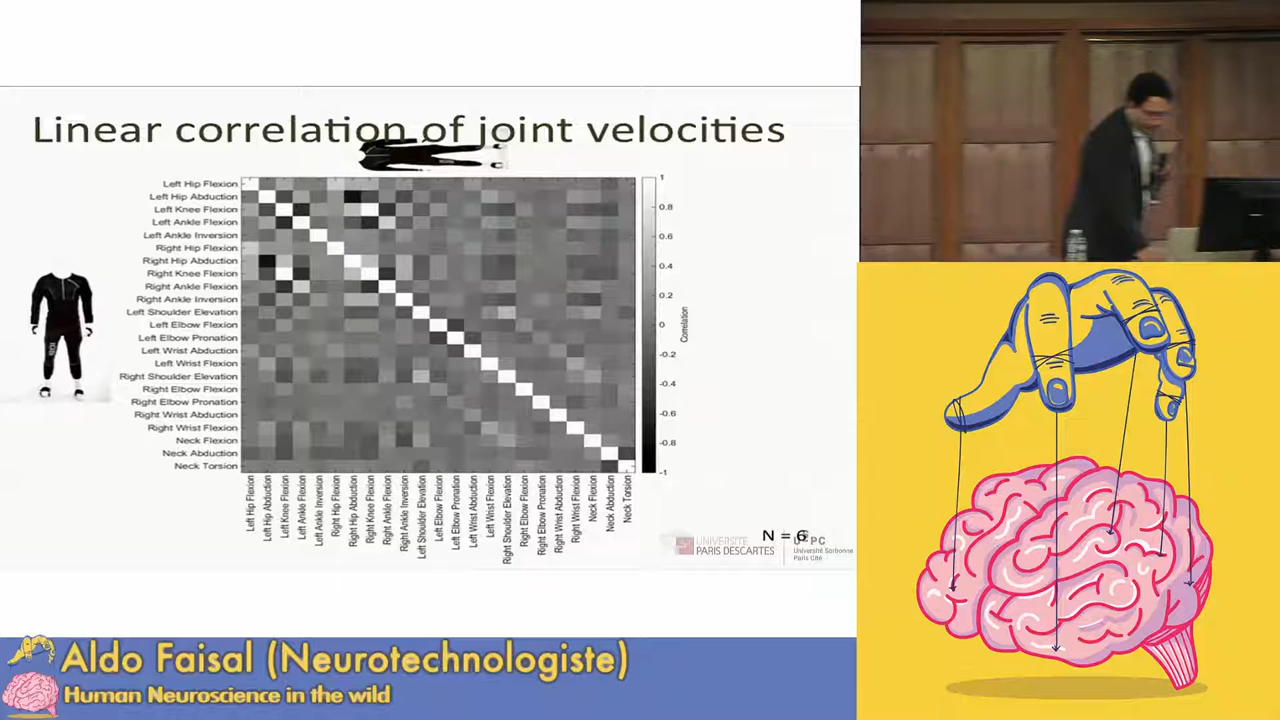 Linear correlation of joint velocities
Left Hip Flexion
Left Hip Abduction
Left Knee Flexion
Left Ankle Flexion
Left Ankle Inversion
Right Hip Flexion
Right Hip Abduction
Right Knee Flexion
Right Ankle Flexion
Right Ankle Inversion
Left Shoulder Elevation
Left Elbow Flexion
Left Elbow Pronation
Left Wrist Abduction
Left Wrist Flexion
Right Shoulder Elevation
Right Elbow Flexion
Right Elbow Pronation
Right Wrist Abduction
Right Wrist Flexion
Neck Flexion
Neck Abduction
Neck Torsion
1
0.8
0.6
0.4
0.2
0
-0.2
-0.4
-0.6
-0.8
-1
Correlation
Left Hip Flexion
Left Hip Abduction
Left Knee Flexion
Left Ankle Flexion
Left Ankle Inversion
Right Hip Flexion
Right Hip Abduction
Right Knee Flexion
Right Ankle Flexion
Right Ankle Inversion
Left Shoulder Elevation
Left Elbow Flexion
Left Elbow Pronation
Left Wrist Abduction
Left Wrist Flexion
Right Shoulder Elevation
Right Elbow Flexion
Right Elbow Pronation
Right Wrist Abduction
Right Wrist Flexion
Neck Flexion
Neck Abduction
Neck Torsion
N = 6
UNIVERSITÉ
PARIS DESCARTES
Université Sorbonne
Paris Cité
Aldo Faisal (Neurotechnologiste)
Human Neuroscience in the wild